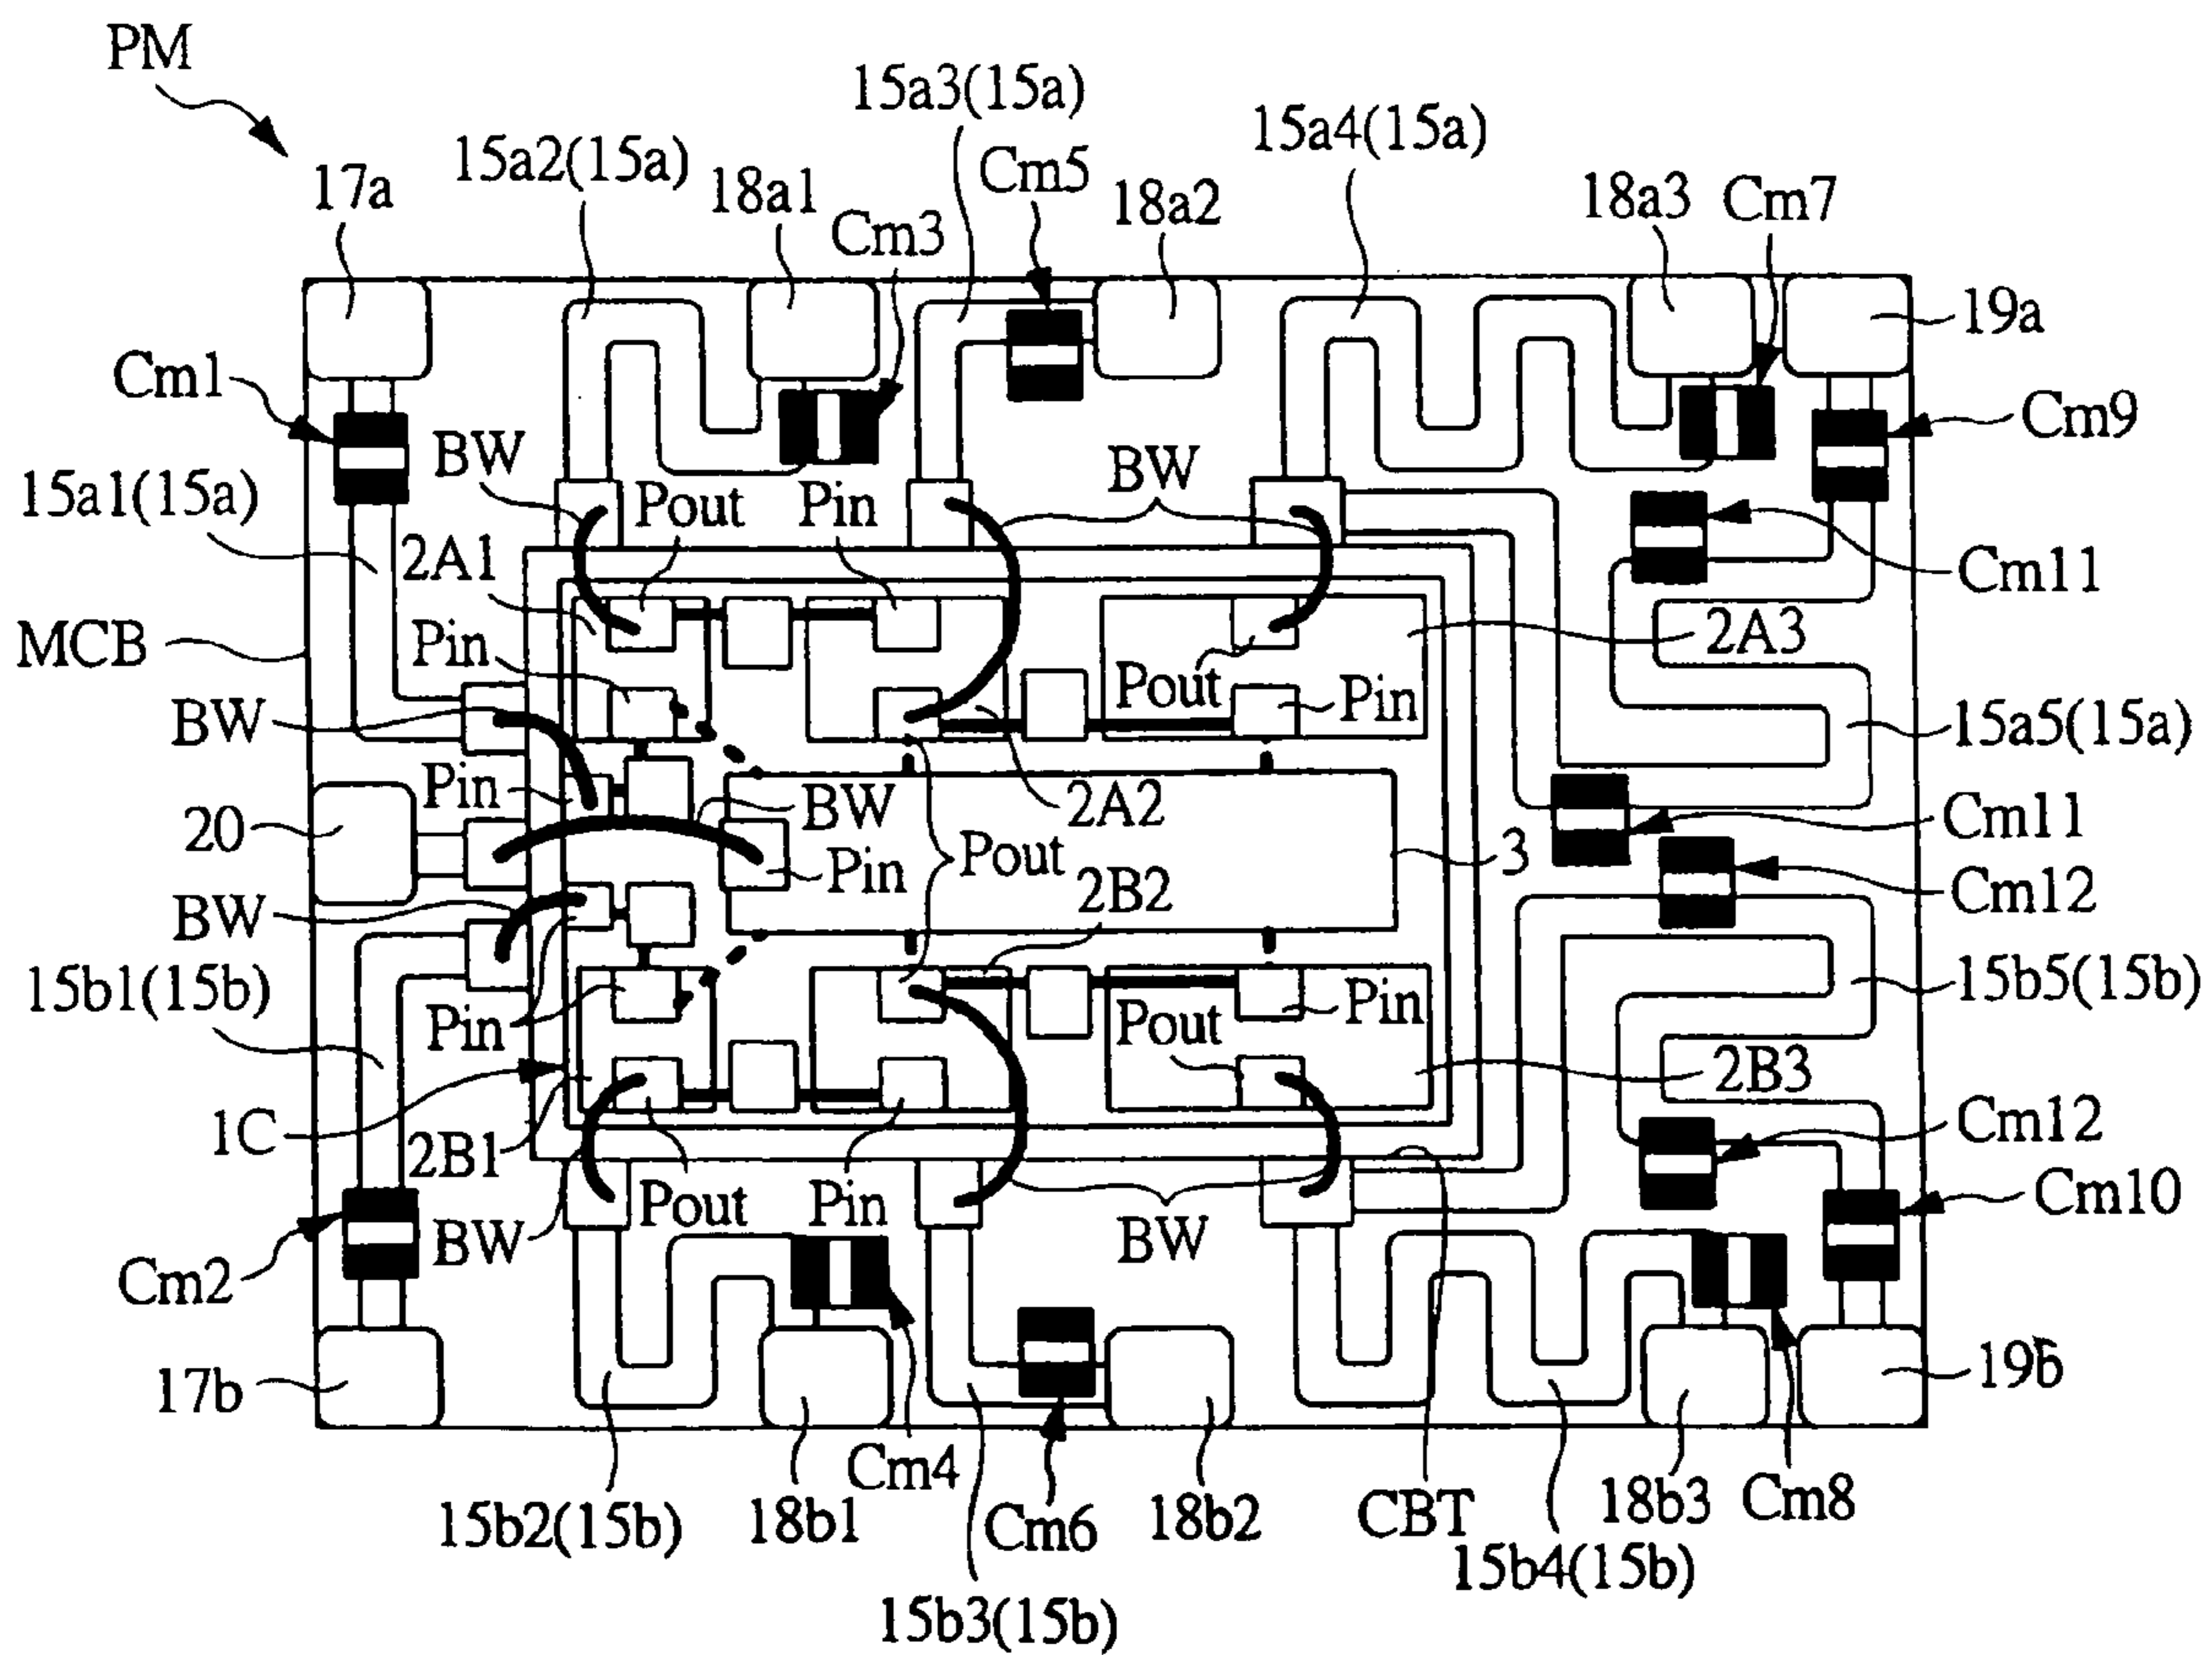 PM
15a3(15a)
15a2(15a)
15a4(15a)
Cm5
17a
18a1
18a2
18a3
Cm7
Cm3
19a
Cm1
Cm9
BW
BW
15a1(15a)
Pout
Pin
2A1
Cm11
MCB
Pin
2A3
Pout
Pin
BW
15a5(15a)
Pin
BW
2A2
20
Pout
3
Cm11
Pin
2B2
Cm12
BW
15b1(15b)
Pin
Pin
15b5(15b)
Pout
2B3
1C
2B1
Cm12
Pout
Pin
Cm10
BW
BW
Cm2
17b
19b
Cm4
15b2(15b)
18b1
Cm6
18b2
CBT
18b3
Cm8
15b4(15b)
15b3(15b)